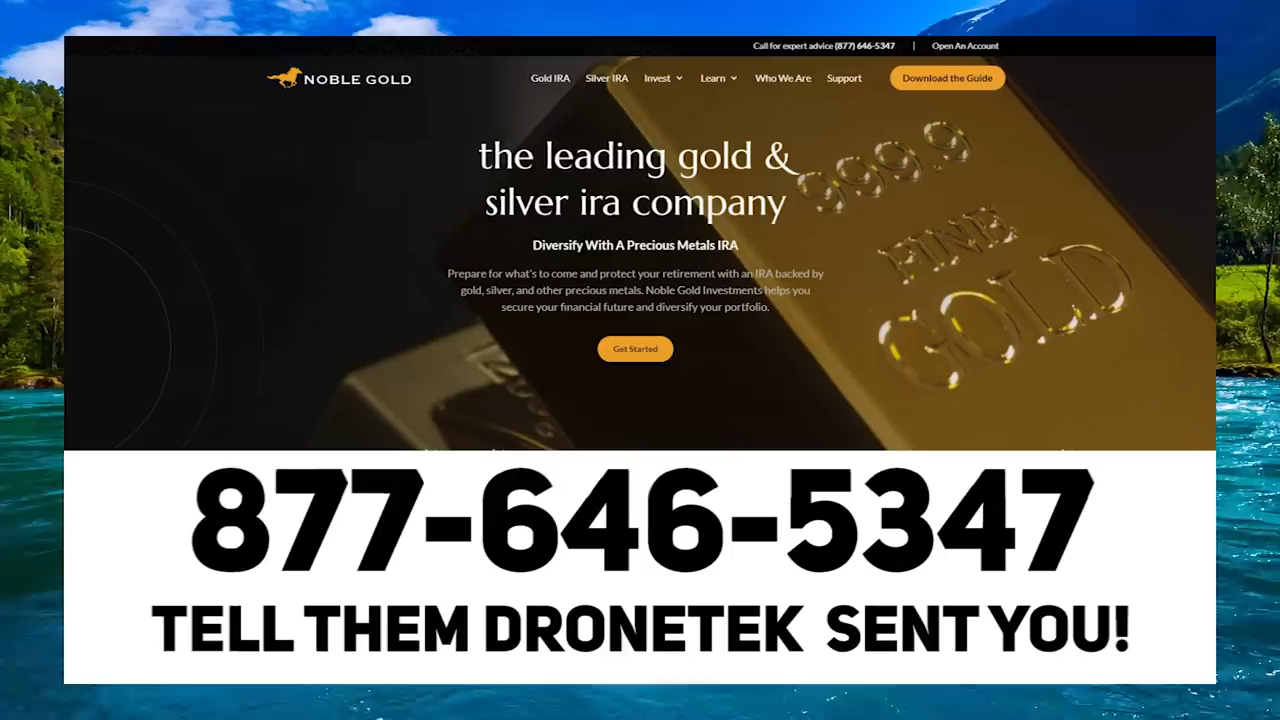 Call for expert advice (877) 646-5347 | Open An Account
NOBLE GOLD
Gold IRA Silver IRA Invest Learn Who We Are Support Download the Guide
the leading gold &
silver ira company
Diversify With A Precious Metals IRA
Prepare for what's to come and protect your retirement with an IRA backed by
gold, silver, and other precious metals. Noble Gold Investments helps you
secure your financial future and diversify your portfolio.
Get Started
999.9
FINE
GOLD
877-646-5347
TELL THEM DRONETEK SENT YOU!